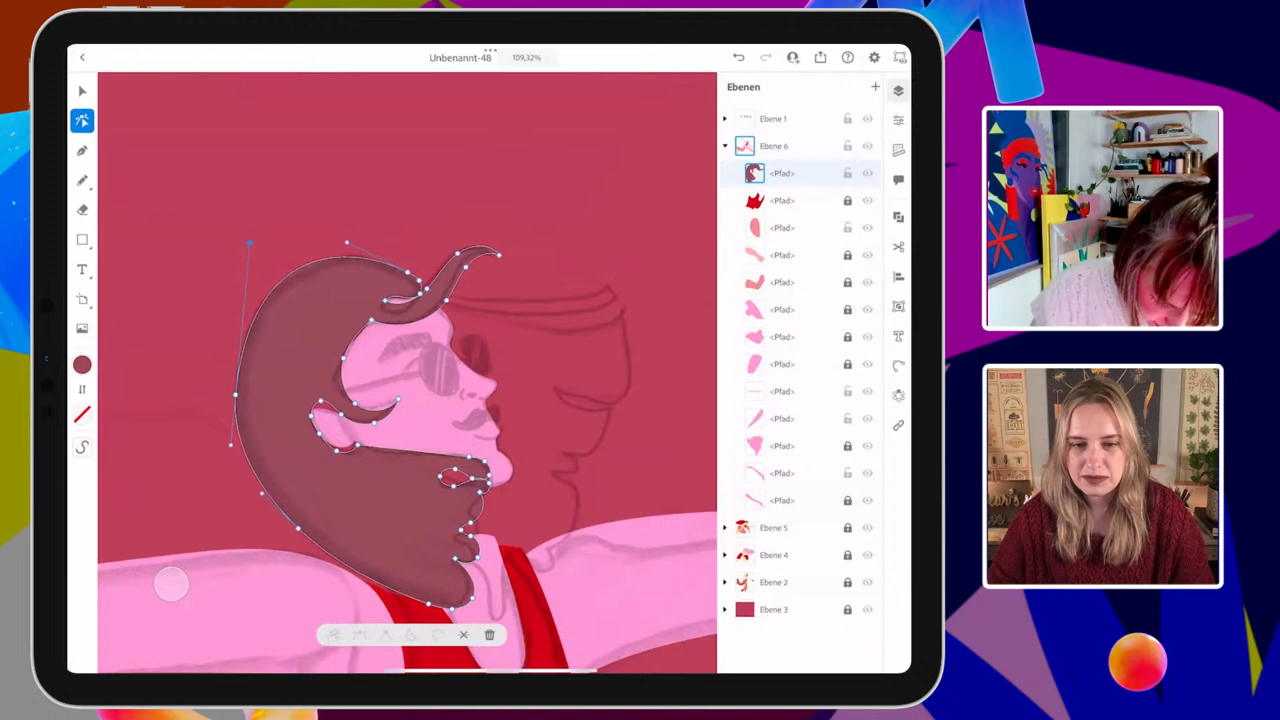 Unbenannt-48
109,32%
Ebenen
Ebene 1
Ebene 6
<Pfad>
<Pfad>
<Pfad>
<Pfad>
<Pfad>
<Pfad>
<Pfad>
<Pfad>
<Pfad>
<Pfad>
<Pfad>
<Pfad>
<Pfad>
Ebene 5
Ebene 4
Ebene 2
Ebene 3